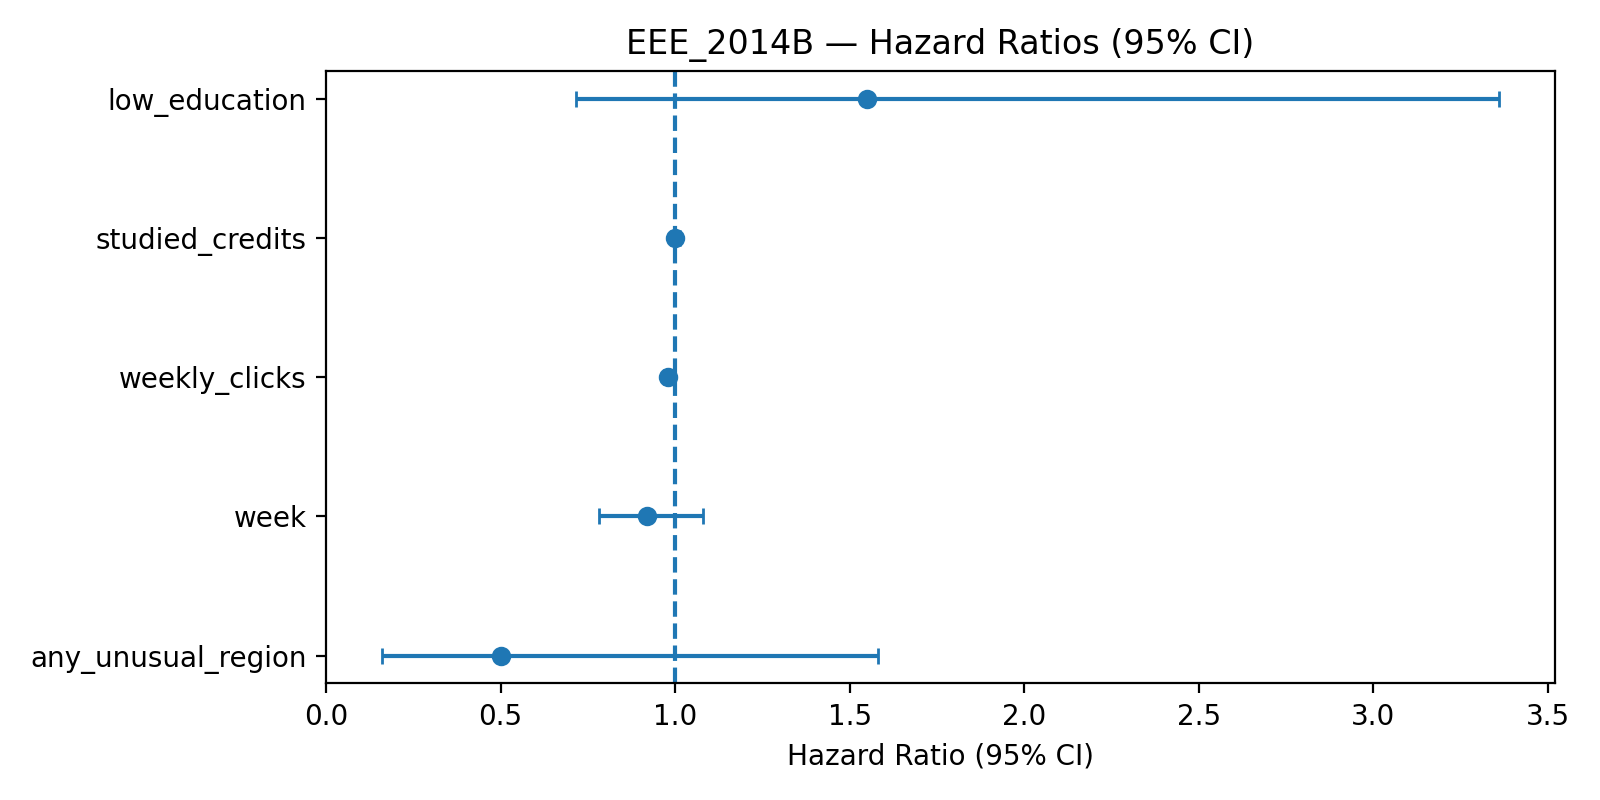 EEE_2014B — Hazard Ratios (95% CI)
low_education
studied_credits
weekly_clicks
week
any_unusual_region
0.0 0.5 1.0 1.5 2.0 2.5 3.0 3.5
Hazard Ratio (95% CI)